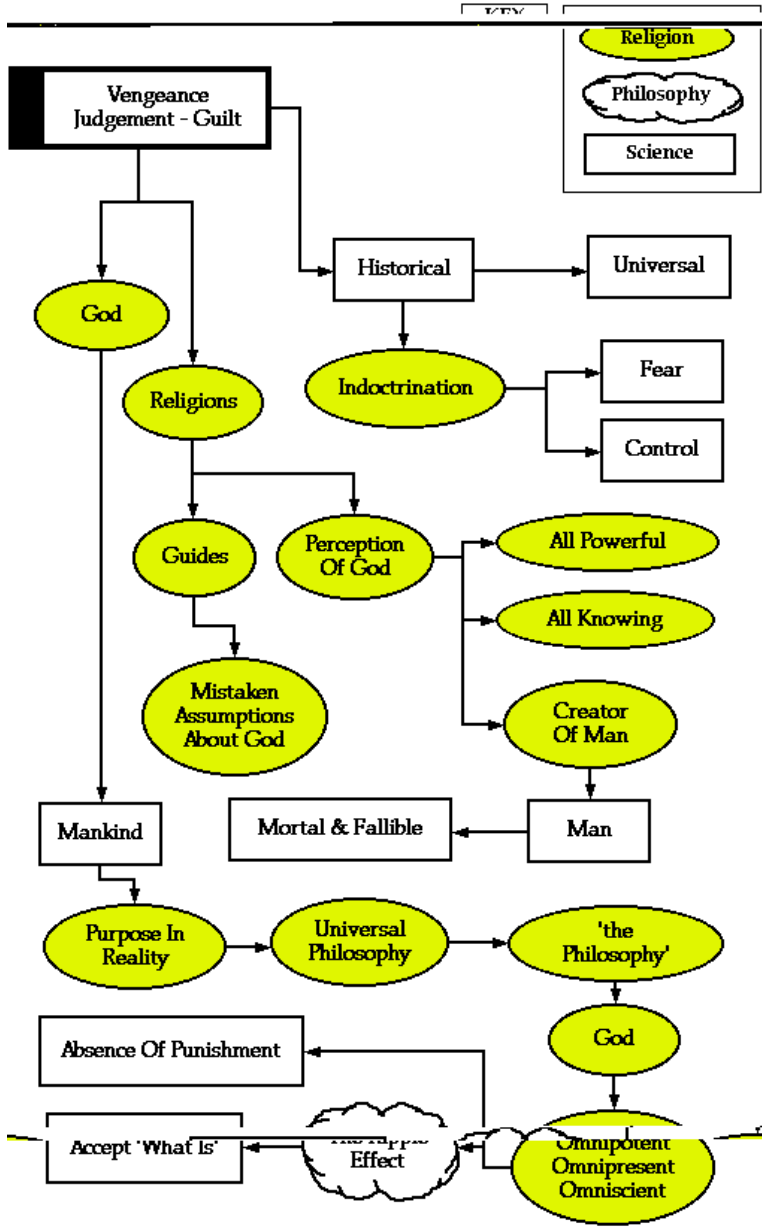 KEY
Religion
Philosophy
Science
Vengeance
Judgement - Guilt
Historical
Universal
God
Religions
Indoctrination
Fear
Control
Guides
Perception
Of God
All Powerful
All Knowing
Mistaken
Assumptions
About God
Creator
Of Man
Mankind
Mortal & Fallible
Man
Purpose In
Reality
Universal
Philosophy
'the
Philosophy'
Absence Of Punishment
God
Accept 'What Is'
Effect
Omnipotent
Omnipresent
Omniscient